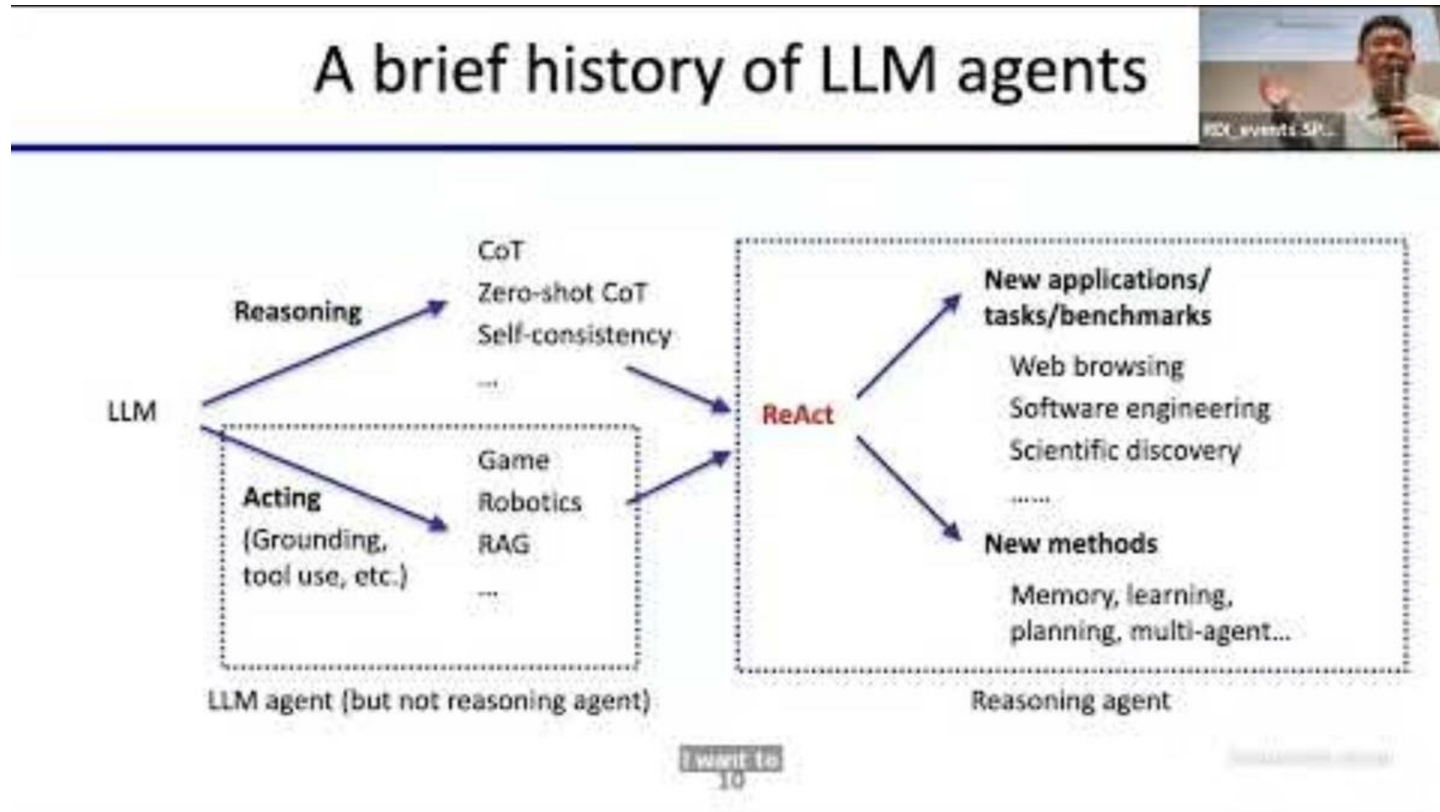 A brief history of LLM agents
RDI_events SP...
LLM
Reasoning
CoT
Zero-shot CoT
Self-consistency
...
Acting
(Grounding,
tool use, etc.)
Game
Robotics
RAG
...
LLM agent (but not reasoning agent)
ReAct
New applications/
tasks/benchmarks
Web browsing
Software engineering
Scientific discovery
......
New methods
Memory, learning,
planning, multi-agent...
Reasoning agent
I want to
10